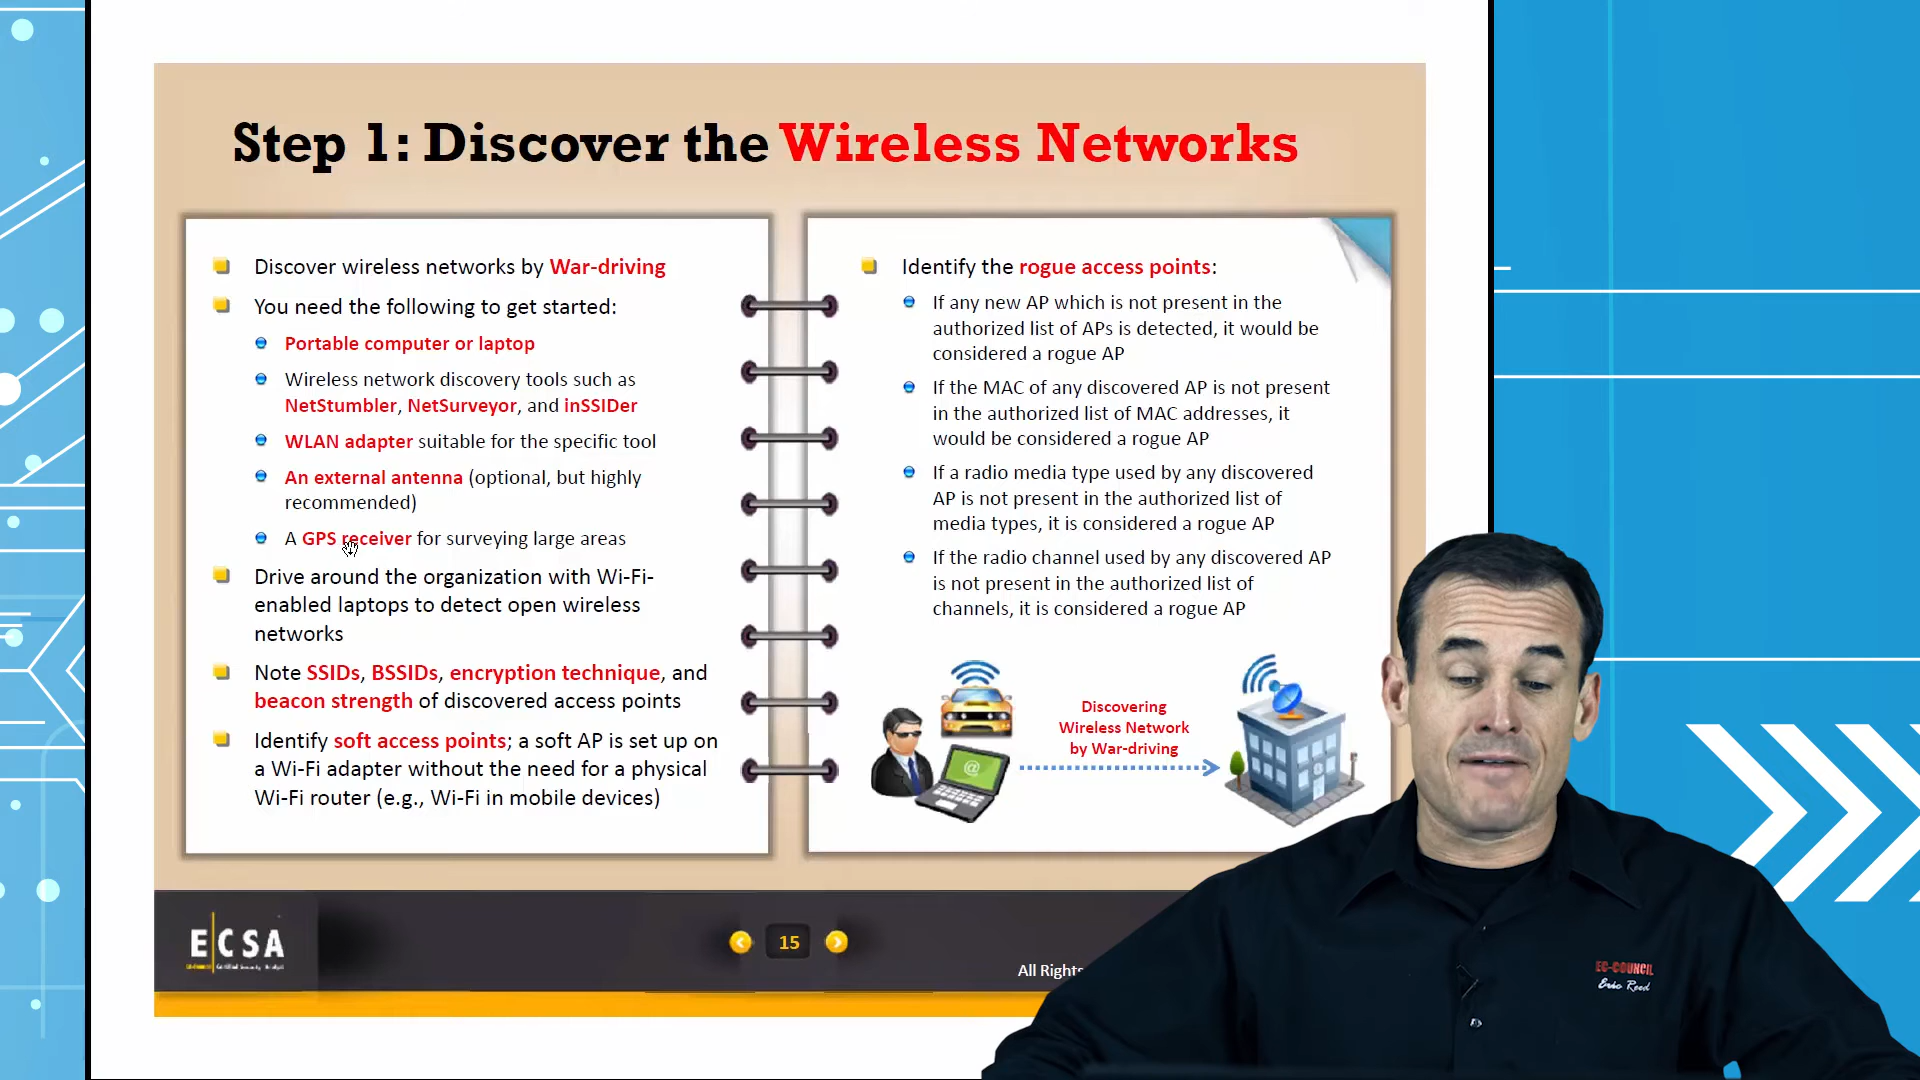 Step 1: Discover the Wireless Networks
Discover wireless networks by War-driving
You need the following to get started:
Portable computer or laptop
Wireless network discovery tools such as
NetStumbler, NetSurveyor, and inSSIDer
WLAN adapter suitable for the specific tool
An external antenna (optional, but highly
recommended)
A GPS receiver for surveying large areas
Drive around the organization with Wi-Fi-
enabled laptops to detect open wireless
networks
Note SSIDs, BSSIDs, encryption technique, and
beacon strength of discovered access points
Identify soft access points; a soft AP is set up on
a Wi-Fi adapter without the need for a physical
Wi-Fi router (e.g., Wi-Fi in mobile devices)
Identify the rogue access points:
If any new AP which is not present in the
authorized list of APs is detected, it would be
considered a rogue AP
If the MAC of any discovered AP is not present
in the authorized list of MAC addresses, it
would be considered a rogue AP
If a radio media type used by any discovered
AP is not present in the authorized list of
media types, it is considered a rogue AP
If the radio channel used by any discovered AP
is not present in the authorized list of
channels, it is considered a rogue AP
Discovering
Wireless Network
by War-driving
@
ECSA
EC-Council Certified Security Analyst
15
All Rights
EC-COUNCIL
Eric Reed